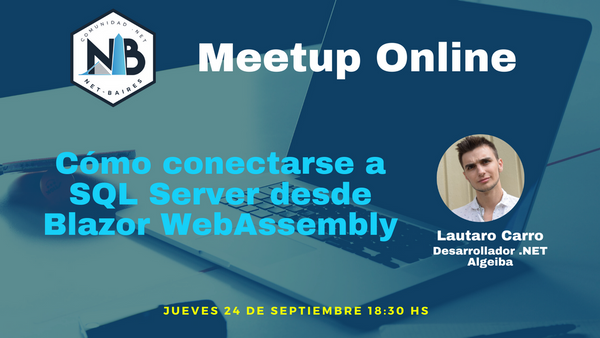 COMUNIDAD .NET
NB
NET-BAIRES
Meetup Online
Cómo conectarse a
SQL Server desde
Blazor WebAssembly
Lautaro Carro
Desarrollador .NET
Algeiba
JUEVES 24 DE SEPTIEMBRE 18:30 HS